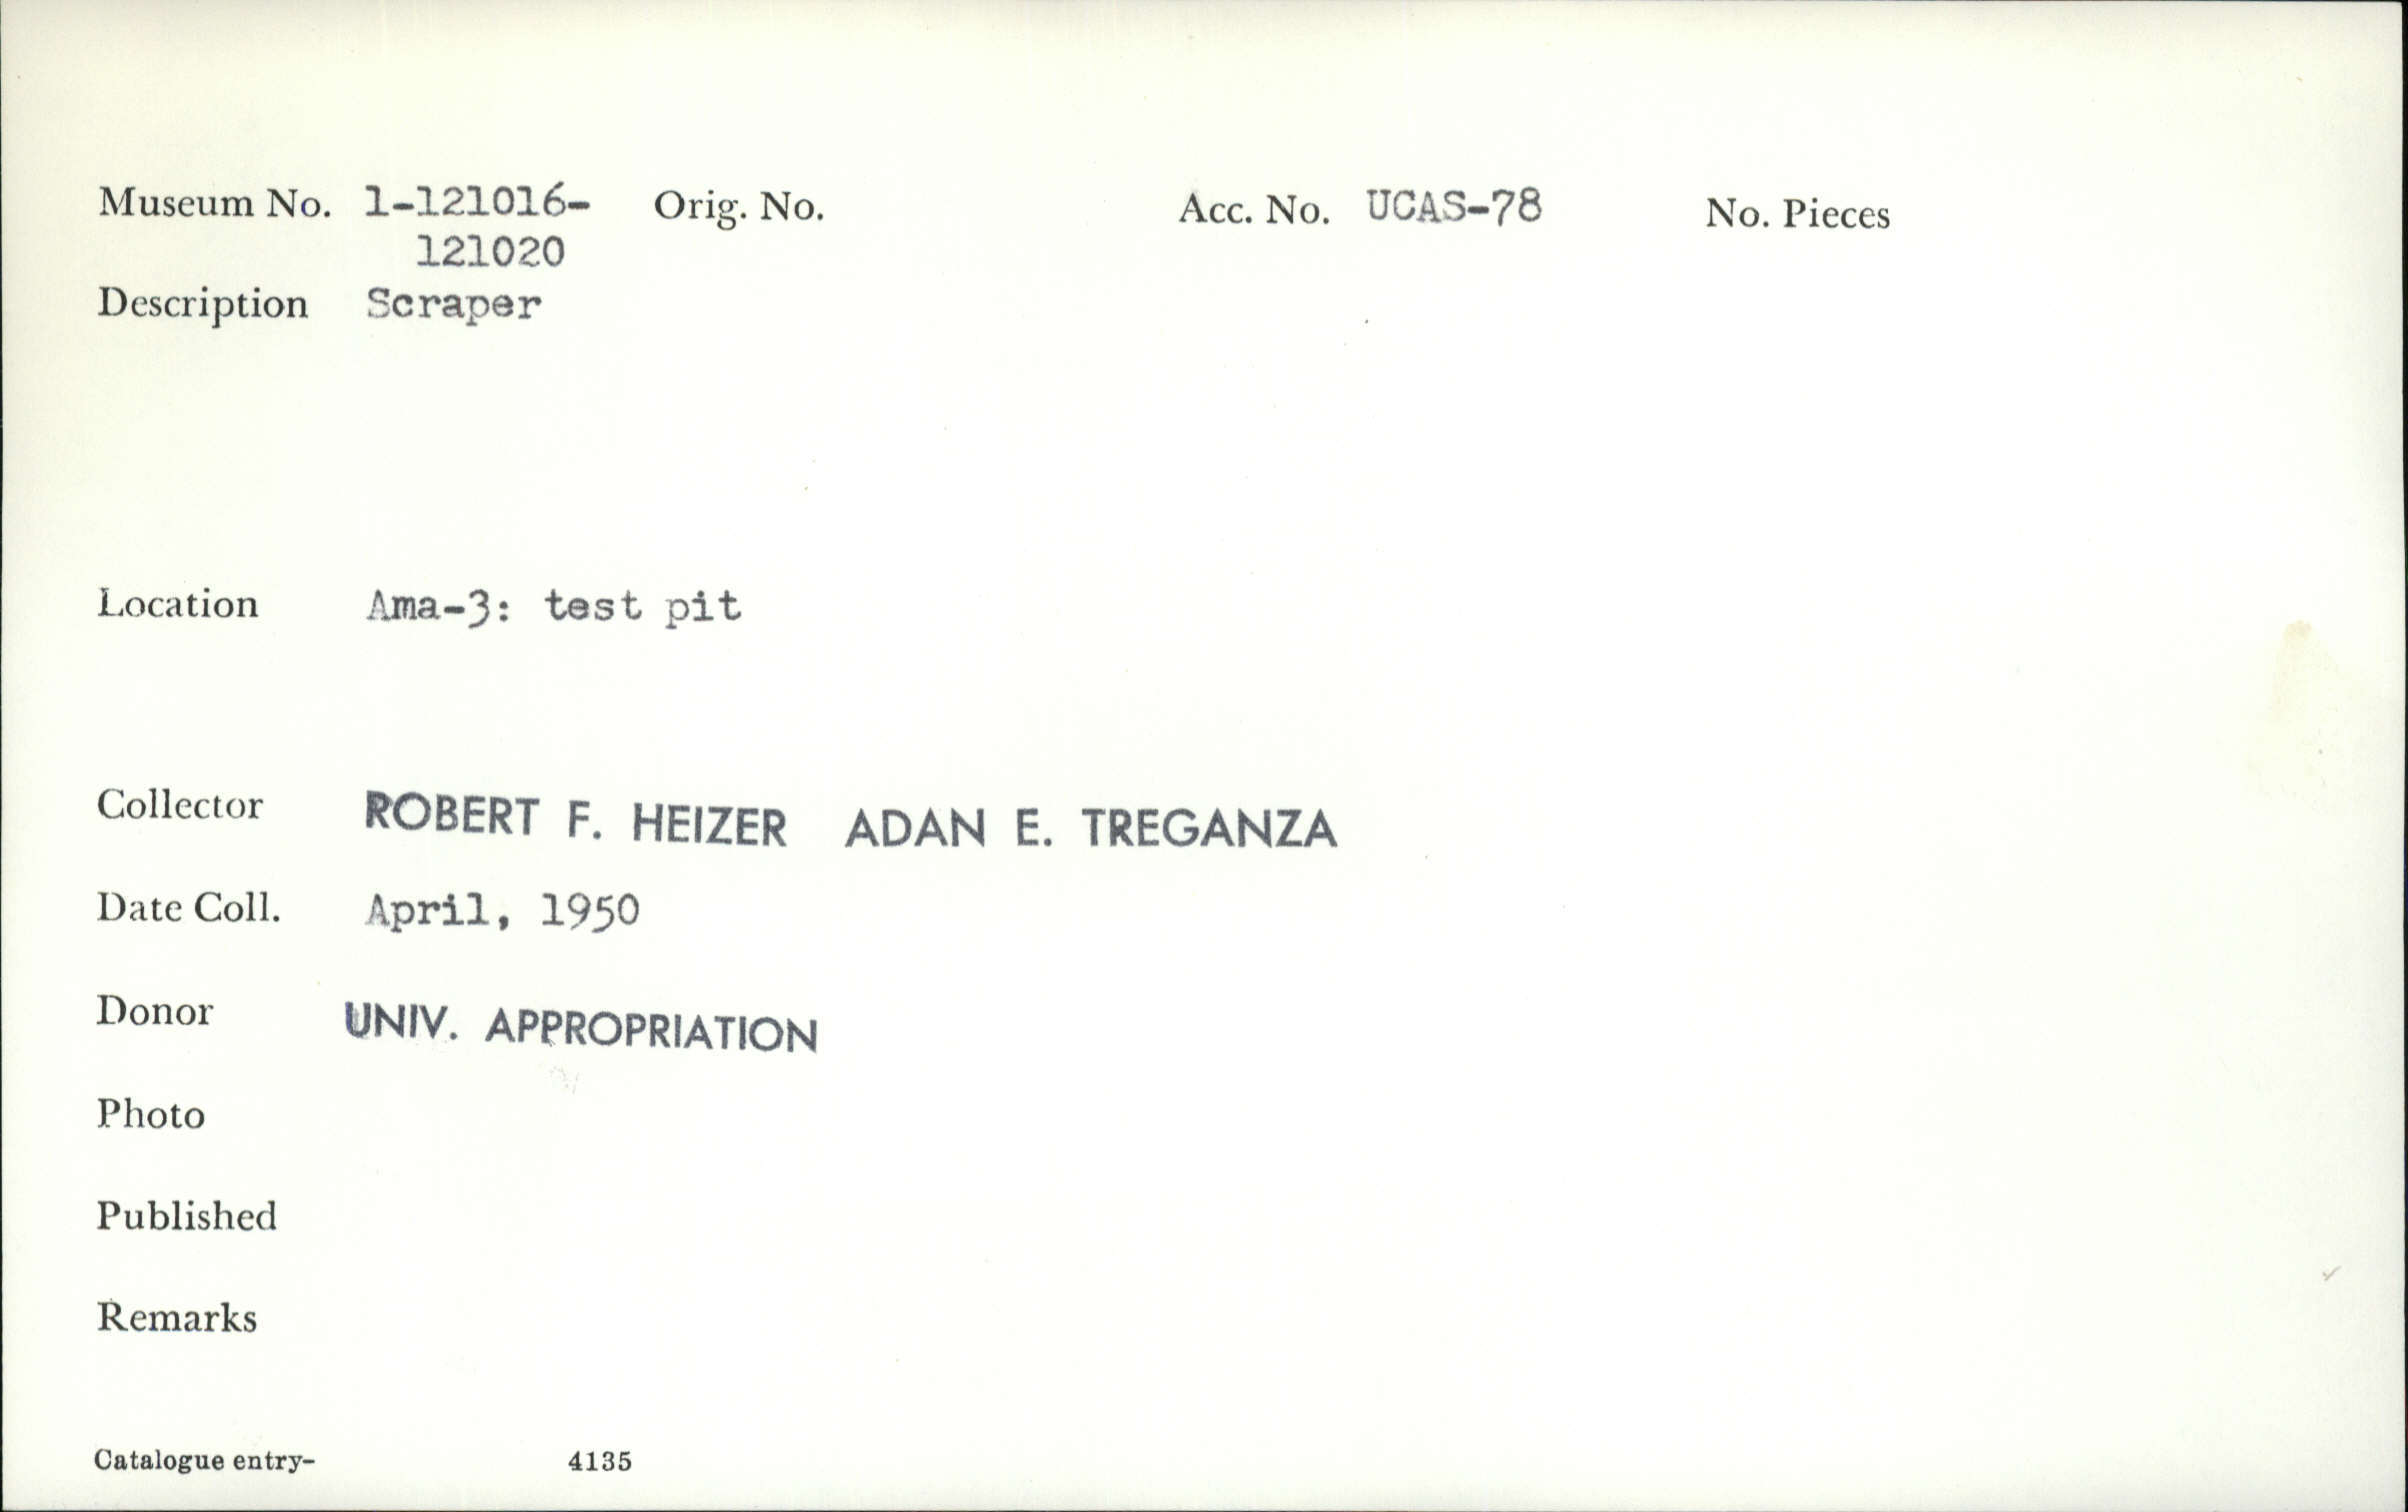 Museum No. 1-121016- Orig. No. Acc. No. UCAS-78 No. Pieces
121020
Description Scraper
Location Ama-3: test pit
Collector ROBERT F. HEIZER ADAN E. TREGANZA
Date Coll. April, 1950
Donor UNIV. APPROPRIATION
Photo
Published
Remarks
Catalogue entry- 4135